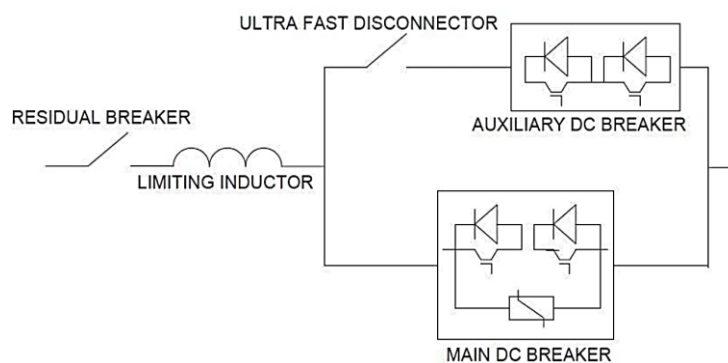 ULTRA FAST DISCONNECTOR
AUXILIARY DC BREAKER
RESIDUAL BREAKER
LIMITING INDUCTOR
MAIN DC BREAKER